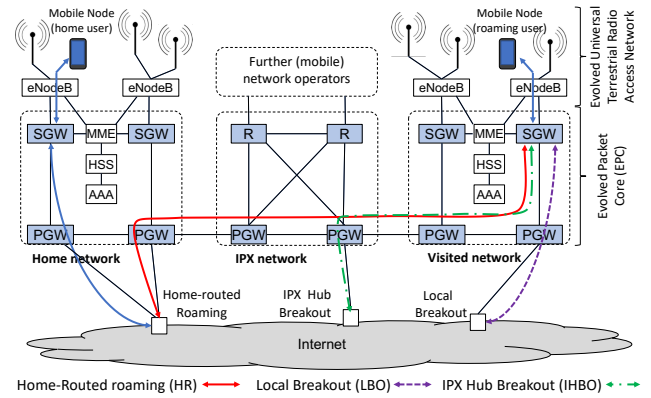 Mobile Node
(home user)
Mobile Node
(roaming user)
Evolved Universal
Terrestrial Radio
Access Network
Further (mobile)
network operators
eNodeB
eNodeB
eNodeB
eNodeB
SGW
MME
SGW
R
R
SGW
MME
SGW
HSS
HSS
AAA
AAA
Evolved Packet
Core (EPC)
PGW
PGW
PGW
PGW
PGW
PGW
Home network
IPX network
Visited network
Home-routed
Roaming
IPX Hub
Breakout
Local
Breakout
Internet
Home-Routed roaming (HR)
Local Breakout (LBO)
IPX Hub Breakout (IHBO)